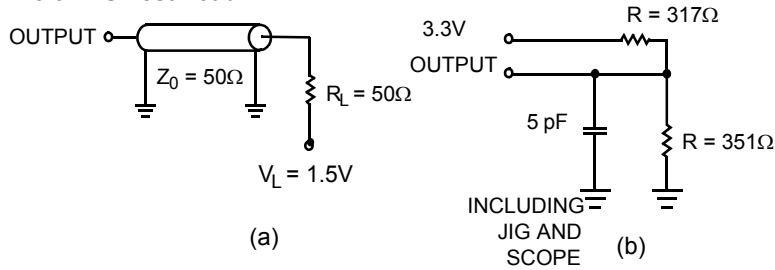 OUTPUT
Z0 = 50Ω
RL = 50Ω
VL = 1.5V
(a)
3.3V
R = 317Ω
OUTPUT
5 pF
R = 351Ω
INCLUDING
JIG AND
SCOPE
(b)